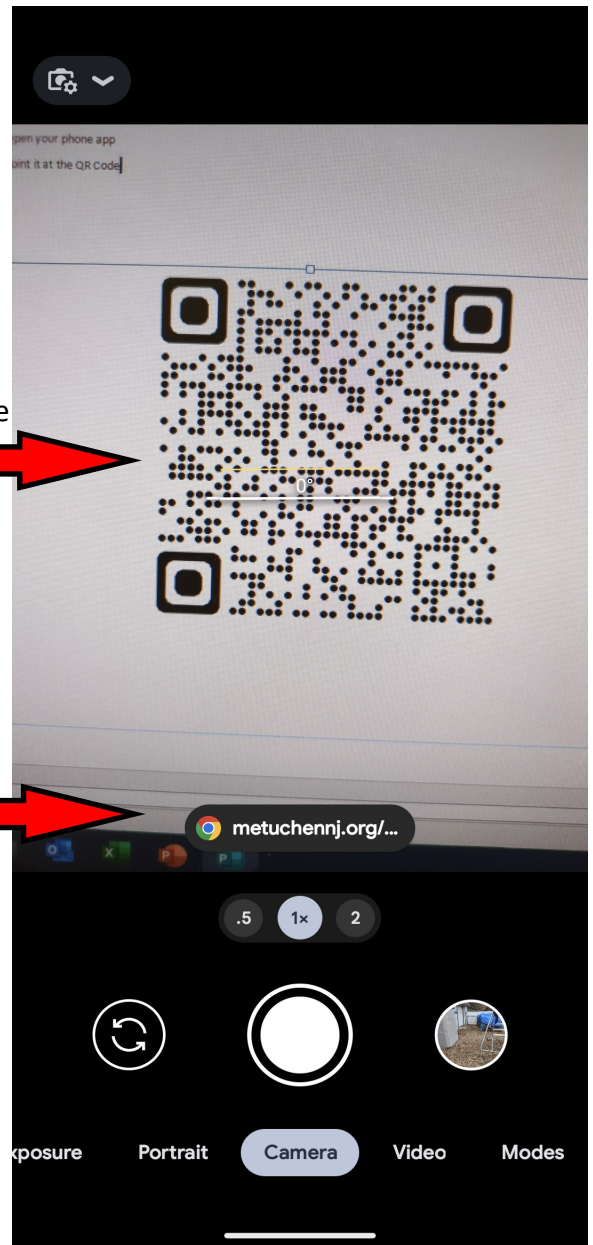 pen your phone app
oint it at the QR Code
e
0°
metuchennj.org/...
.5 1× 2
xposure Portrait Camera Video Modes